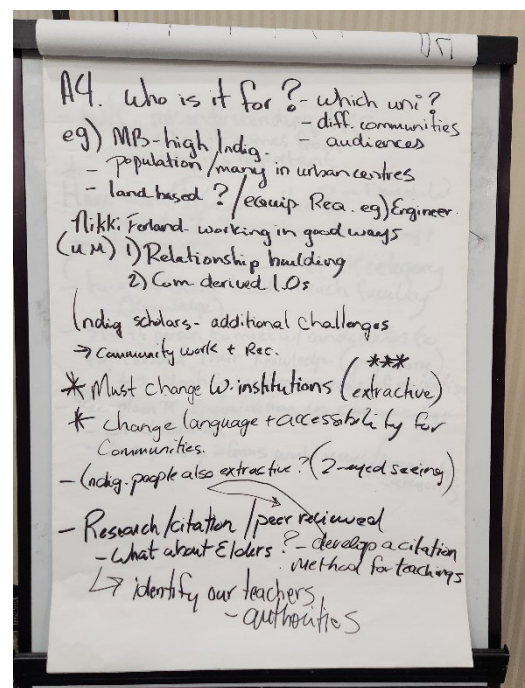 A4. Who is it for? - which uni?
- diff. communities
- audiences
eg) MB-high Indig.
- population/many in urban centres
- land-based?/equip Req. eg) Engineer.
Nikki Ferland - working in good ways
(UM) 1) Relationship building
2) Com derived LOs
Indig scholars - additional challenges
→ Community work + Rec.
* Must change W. institutions (extractive) ***
* change language + accessibility for
Communities.
- Indig. people also extractive? (2-eyed seeing)
- Research/citation/peer reviewed
- What about Elders? - develop a citation
method for teachings
↳ identify our teachers
- authorities